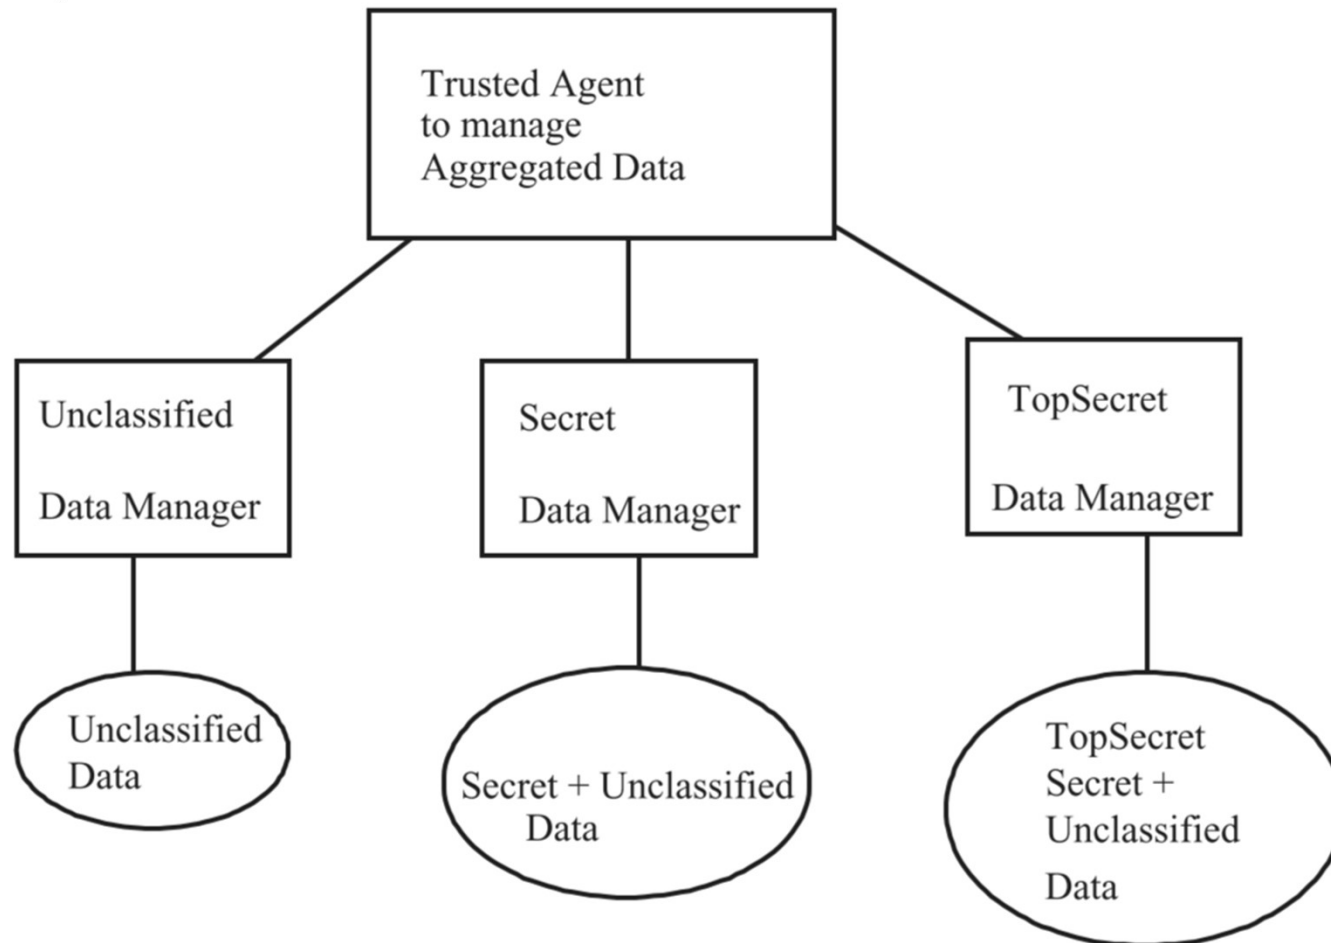 Trusted Agent
to manage
Aggregated Data
Unclassified
Data Manager
Secret
Data Manager
TopSecret
Data Manager
Unclassified
Data
Secret + Unclassified
Data
TopSecret
Secret +
Unclassified
Data